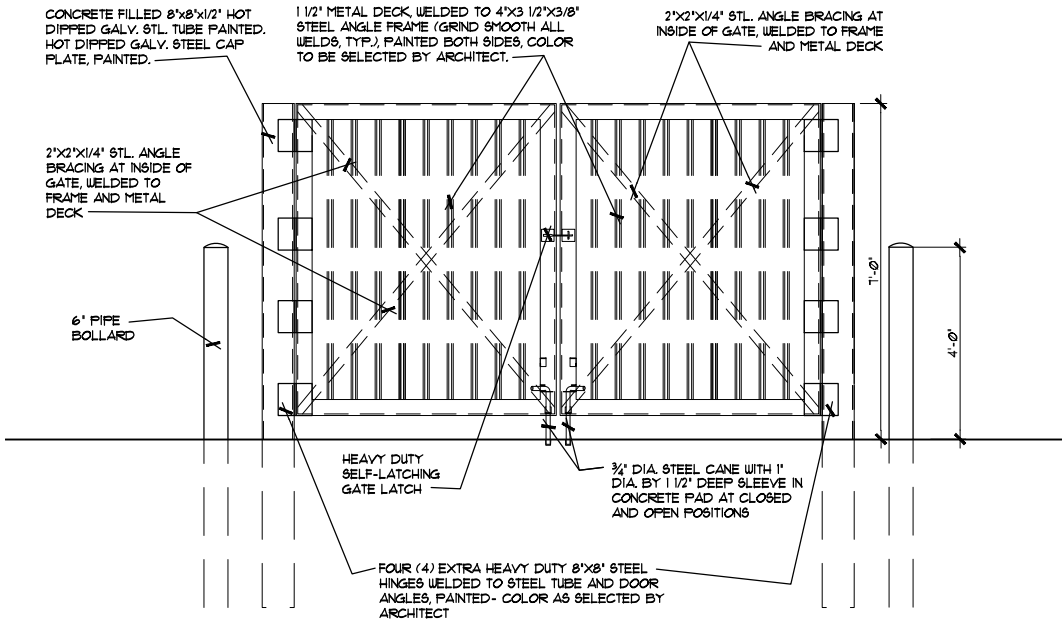 CONCRETE FILLED 8"x8"x1/2" HOT
DIPPED GALV. STL. TUBE PAINTED.
HOT DIPPED GALV. STEEL CAP
PLATE, PAINTED.
1 1/2" METAL DECK, WELDED TO 4"X3 1/2"X3/8"
STEEL ANGLE FRAME (GRIND SMOOTH ALL
WELDS, TYP.), PAINTED BOTH SIDES, COLOR
TO BE SELECTED BY ARCHITECT.
2"X2"X1/4" STL. ANGLE BRACING AT
INSIDE OF GATE, WELDED TO FRAME
AND METAL DECK
2"X2"X1/4" STL. ANGLE
BRACING AT INSIDE OF
GATE, WELDED TO
FRAME AND METAL
DECK
6" PIPE
BOLLARD
7'-0"
4'-0"
HEAVY DUTY
SELF-LATCHING
GATE LATCH
3/4" DIA. STEEL CANE WITH 1"
DIA. BY 1 1/2" DEEP SLEEVE IN
CONCRETE PAD AT CLOSED
AND OPEN POSITIONS
FOUR (4) EXTRA HEAVY DUTY 8"X8" STEEL
HINGES WELDED TO STEEL TUBE AND DOOR
ANGLES, PAINTED- COLOR AS SELECTED BY
ARCHITECT